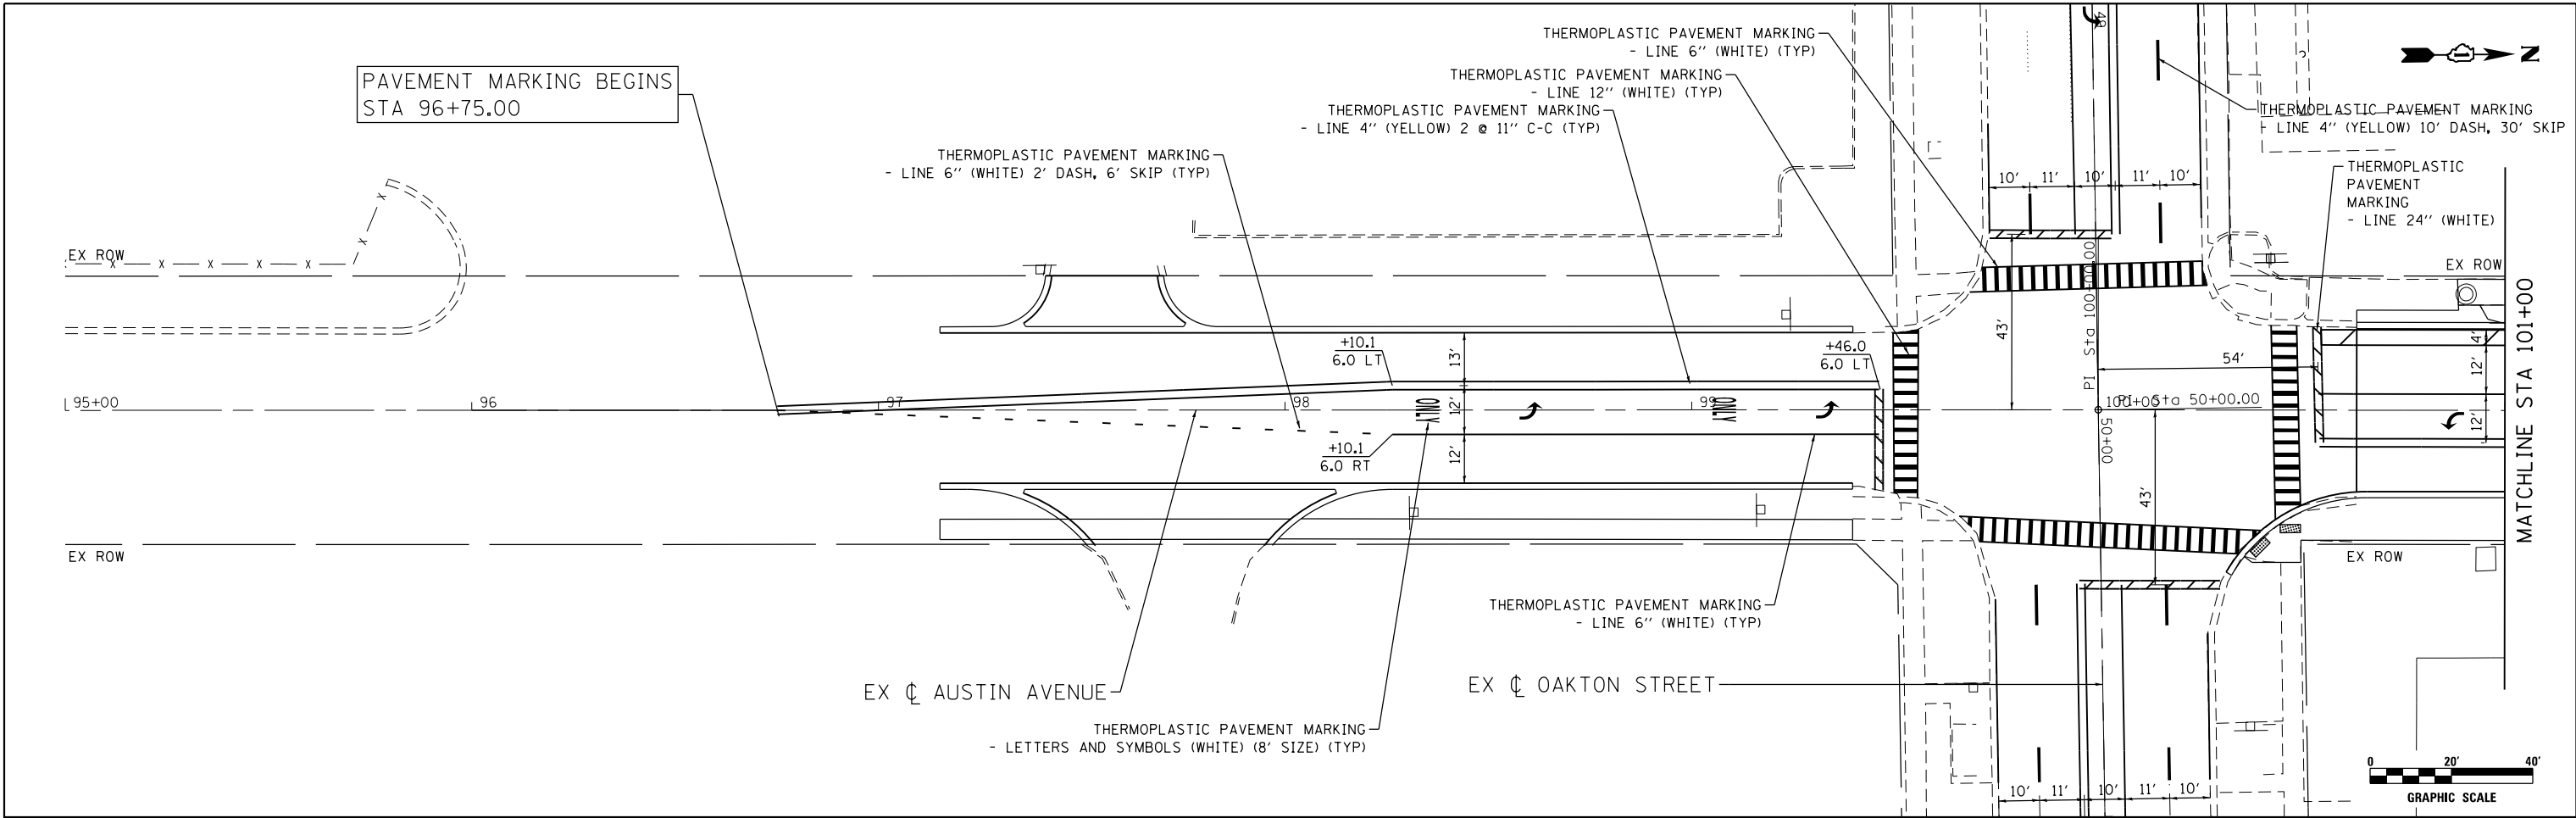 THERMOPLASTIC PAVEMENT MARKING
- LINE 6'' (WHITE) (TYP)
THERMOPLASTIC PAVEMENT MARKING
- LINE 12'' (WHITE) (TYP)
THERMOPLASTIC PAVEMENT MARKING
- LINE 4'' (YELLOW) 2 @ 11'' C-C (TYP)
THERMOPLASTIC PAVEMENT MARKING
- LINE 6'' (WHITE) 2' DASH, 6' SKIP (TYP)
PAVEMENT MARKING BEGINS
STA 96+75.00
N
THERMOPLASTIC PAVEMENT MARKING
- LINE 4'' (YELLOW) 10' DASH, 30' SKIP
THERMOPLASTIC
PAVEMENT
MARKING
- LINE 24'' (WHITE)
10' 11' 10' 11' 10'
EX ROW
EX ROW
43'
PI Sta 100+00.00
54'
4'
12'
12'
MATCHLINE STA 101+00
+10.1
6.0 LT
13'
12'
12'
+46.0
6.0 LT
95+00
96
97
98
99
100+00
PI Sta 50+00.00
50+00
49
ONLY
ONLY
+10.1
6.0 RT
43'
EX ROW
EX ROW
THERMOPLASTIC PAVEMENT MARKING
- LINE 6'' (WHITE) (TYP)
EX ℄ AUSTIN AVENUE
EX ℄ OAKTON STREET
THERMOPLASTIC PAVEMENT MARKING
- LETTERS AND SYMBOLS (WHITE) (8' SIZE) (TYP)
10' 11' 10' 11' 10'
0 20' 40'
GRAPHIC SCALE